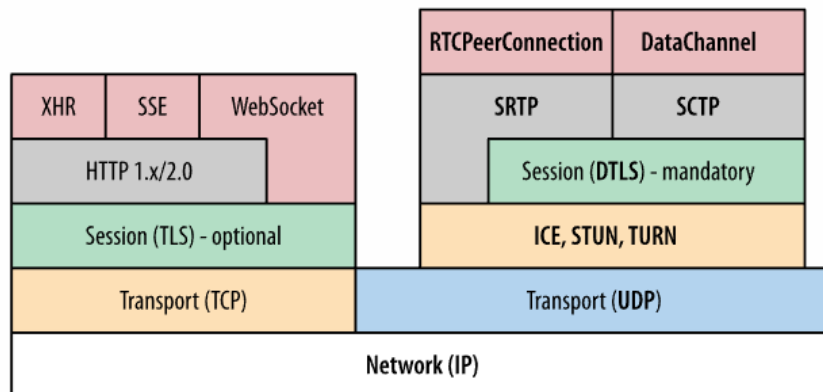 RTCPeerConnection DataChannel
XHR SSE WebSocket SRTP SCTP
HTTP 1.x/2.0 Session (DTLS) - mandatory
Session (TLS) - optional ICE, STUN, TURN
Transport (TCP) Transport (UDP)
Network (IP)